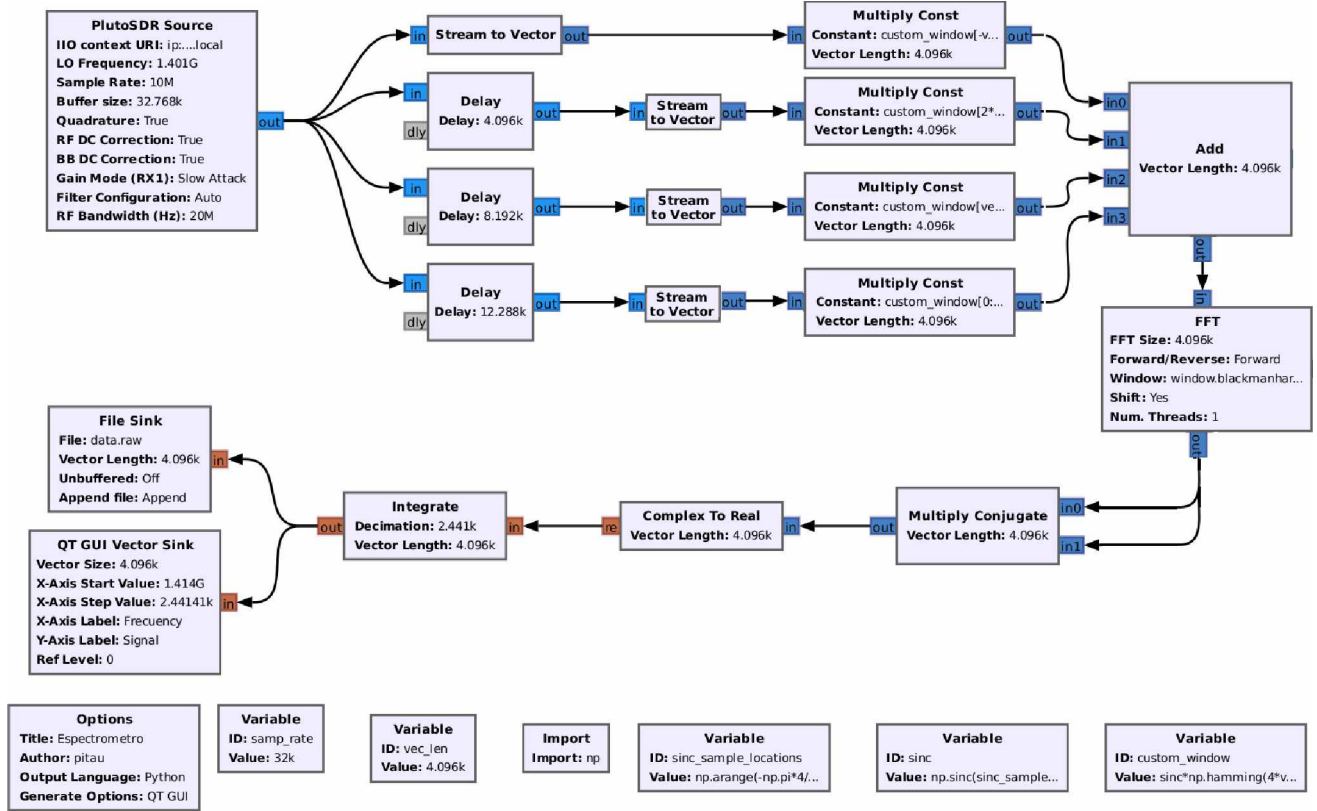 PlutoSDR Source
IIO context URI: ip:....local
LO Frequency: 1.401G
Sample Rate: 10M
Buffer size: 32.768k
Quadrature: True
RF DC Correction: True
BB DC Correction: True
Gain Mode (RX1): Slow Attack
Filter Configuration: Auto
RF Bandwidth (Hz): 20M
out
in
Stream to Vector
out
in
Multiply Const
Constant: custom_window[-v...
Vector Length: 4.096k
out
in
dly
Delay
Delay: 4.096k
out
in
Stream
to Vector
out
in
Multiply Const
Constant: custom_window[2*...
Vector Length: 4.096k
out
in
dly
Delay
Delay: 8.192k
out
in
Stream
to Vector
out
in
Multiply Const
Constant: custom_window[ve...
Vector Length: 4.096k
out
in
dly
Delay
Delay: 12.288k
out
in
Stream
to Vector
out
in
Multiply Const
Constant: custom_window[0:...
Vector Length: 4.096k
out
in0
in1
in2
in3
Add
Vector Length: 4.096k
out
in
FFT
FFT Size: 4.096k
Forward/Reverse: Forward
Window: window.blackmanhar...
Shift: Yes
Num. Threads: 1
out
in0
in1
Multiply Conjugate
Vector Length: 4.096k
out
in
Complex To Real
Vector Length: 4.096k
re
in
Integrate
Decimation: 2.441k
Vector Length: 4.096k
out
File Sink
File: data.raw
Vector Length: 4.096k
Unbuffered: Off
Append file: Append
in
QT GUI Vector Sink
Vector Size: 4.096k
X-Axis Start Value: 1.414G
X-Axis Step Value: 2.44141k
X-Axis Label: Frecuency
Y-Axis Label: Signal
Ref Level: 0
in
Options
Title: Espectrometro
Author: pitau
Output Language: Python
Generate Options: QT GUI
Variable
ID: samp_rate
Value: 32k
Variable
ID: vec_len
Value: 4.096k
Import
Import: np
Variable
ID: sinc_sample_locations
Value: np.arange(-np.pi*4/...
Variable
ID: sinc
Value: np.sinc(sinc_sample...
Variable
ID: custom_window
Value: sinc*np.hamming(4*v...